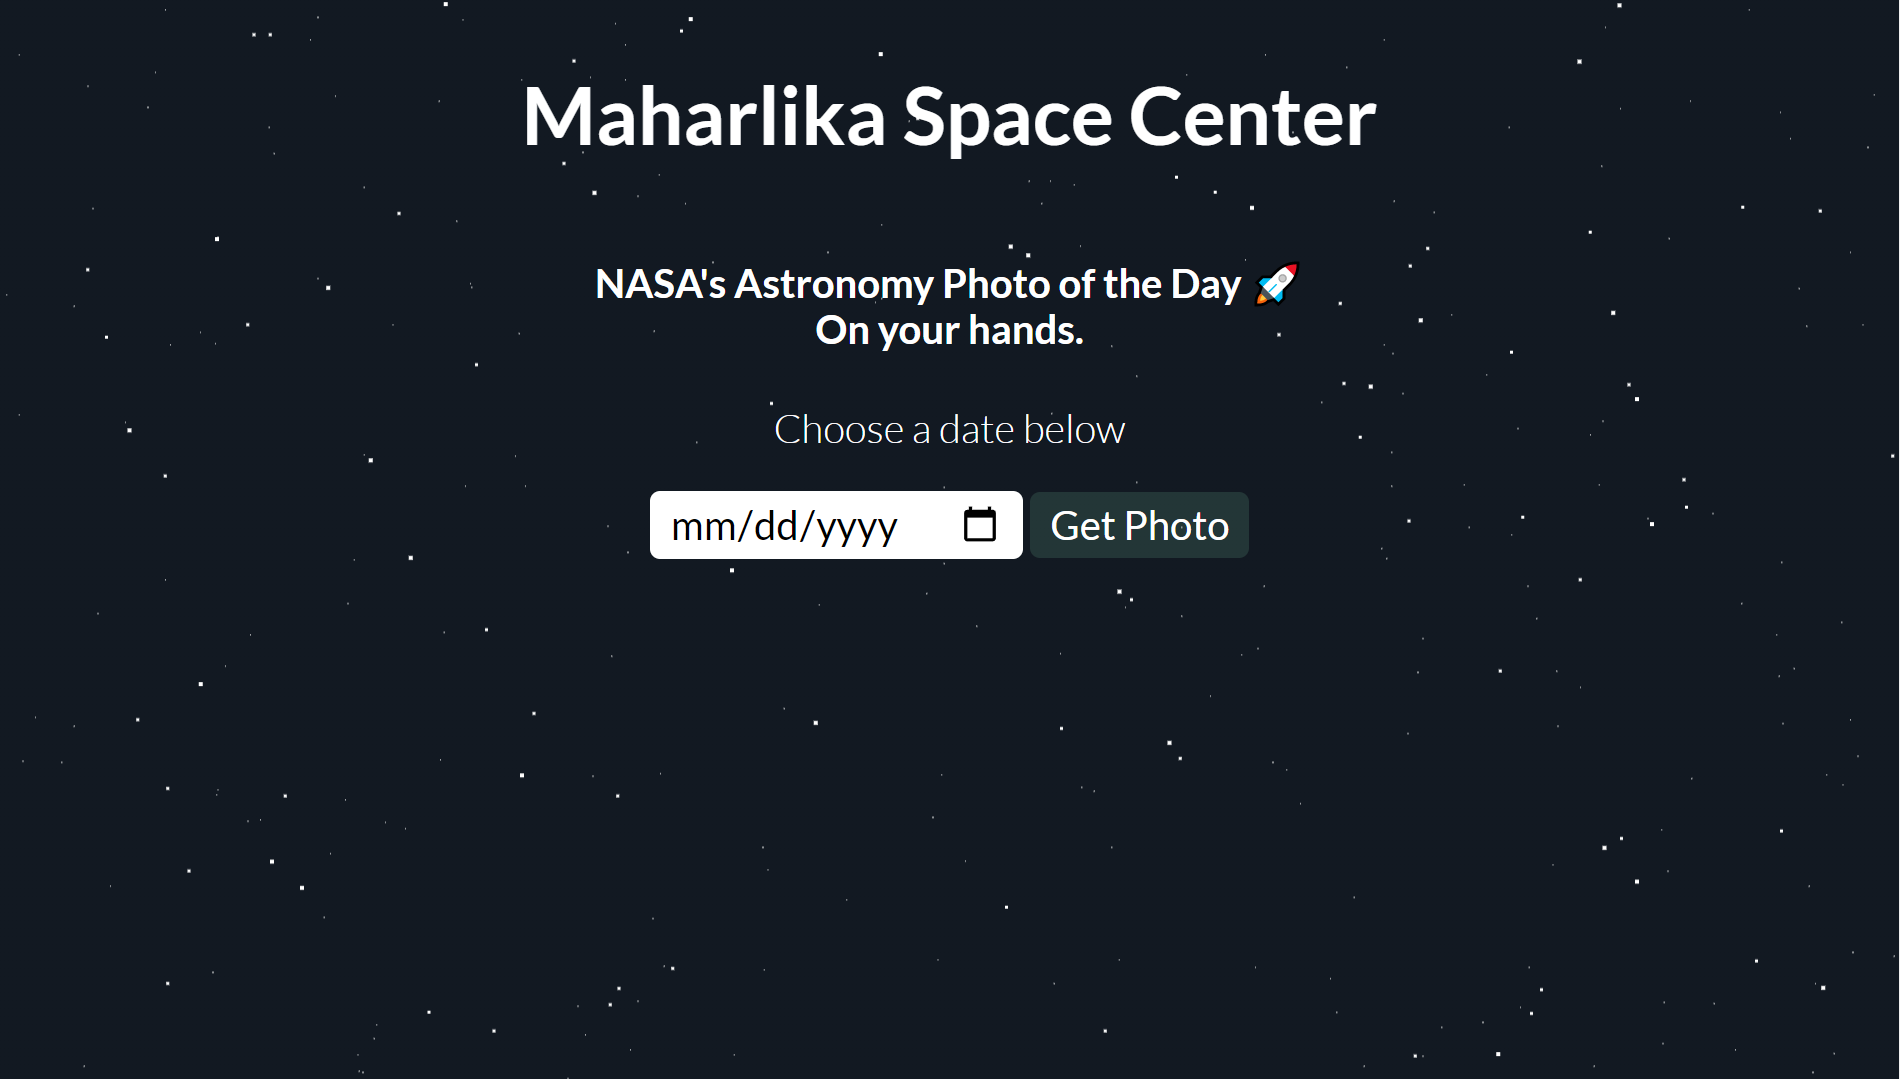 Maharlika Space Center
NASA's Astronomy Photo of the Day 🚀
On your hands.
Choose a date below
mm/dd/yyyy
Get Photo